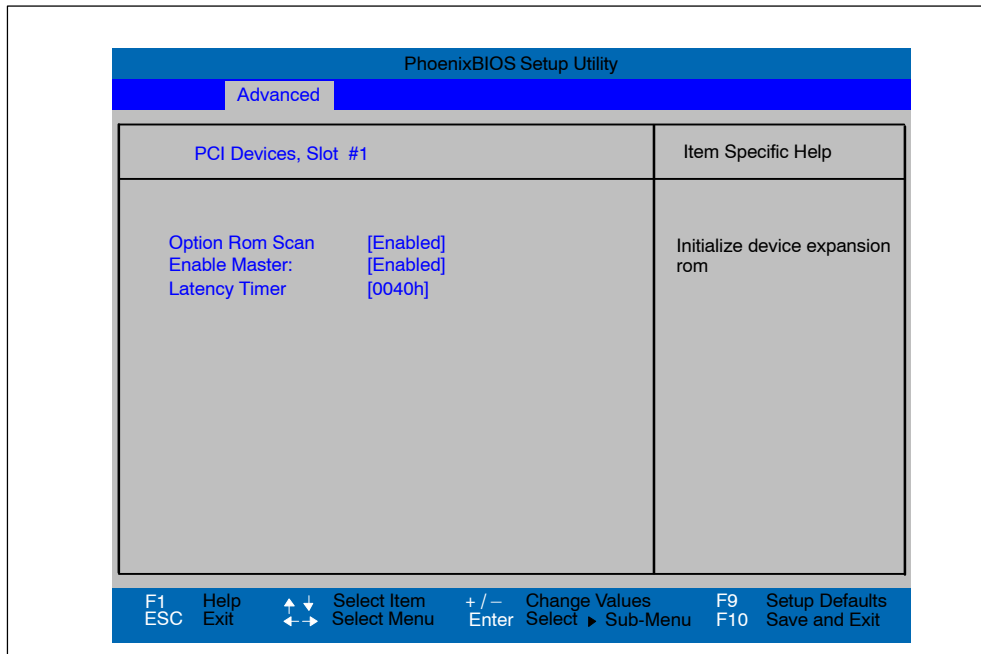 PhoenixBIOS Setup Utility
Advanced
PCI Devices, Slot #1
Item Specific Help
Option Rom Scan [Enabled]
Enable Master: [Enabled]
Latency Timer [0040h]
Initialize device expansion
rom
F1 Help Select Item + / – Change Values F9 Setup Defaults
ESC Exit Select Menu Enter Select Sub-Menu F10 Save and Exit